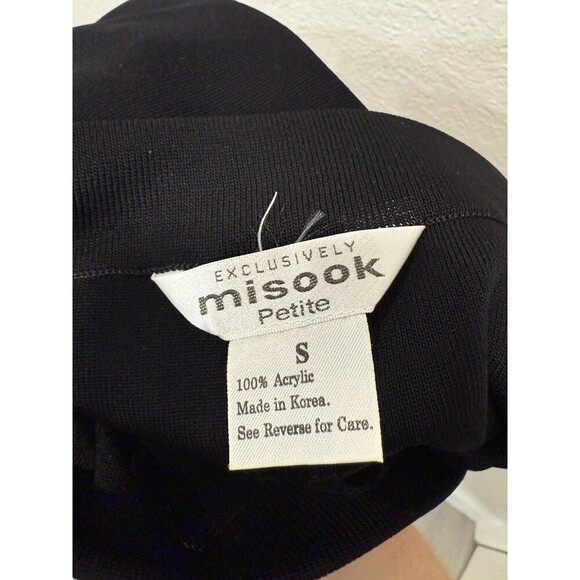 EXCLUSIVELY
misook
Petite
S
100% Acrylic
Made in Korea.
See Reverse for Care.